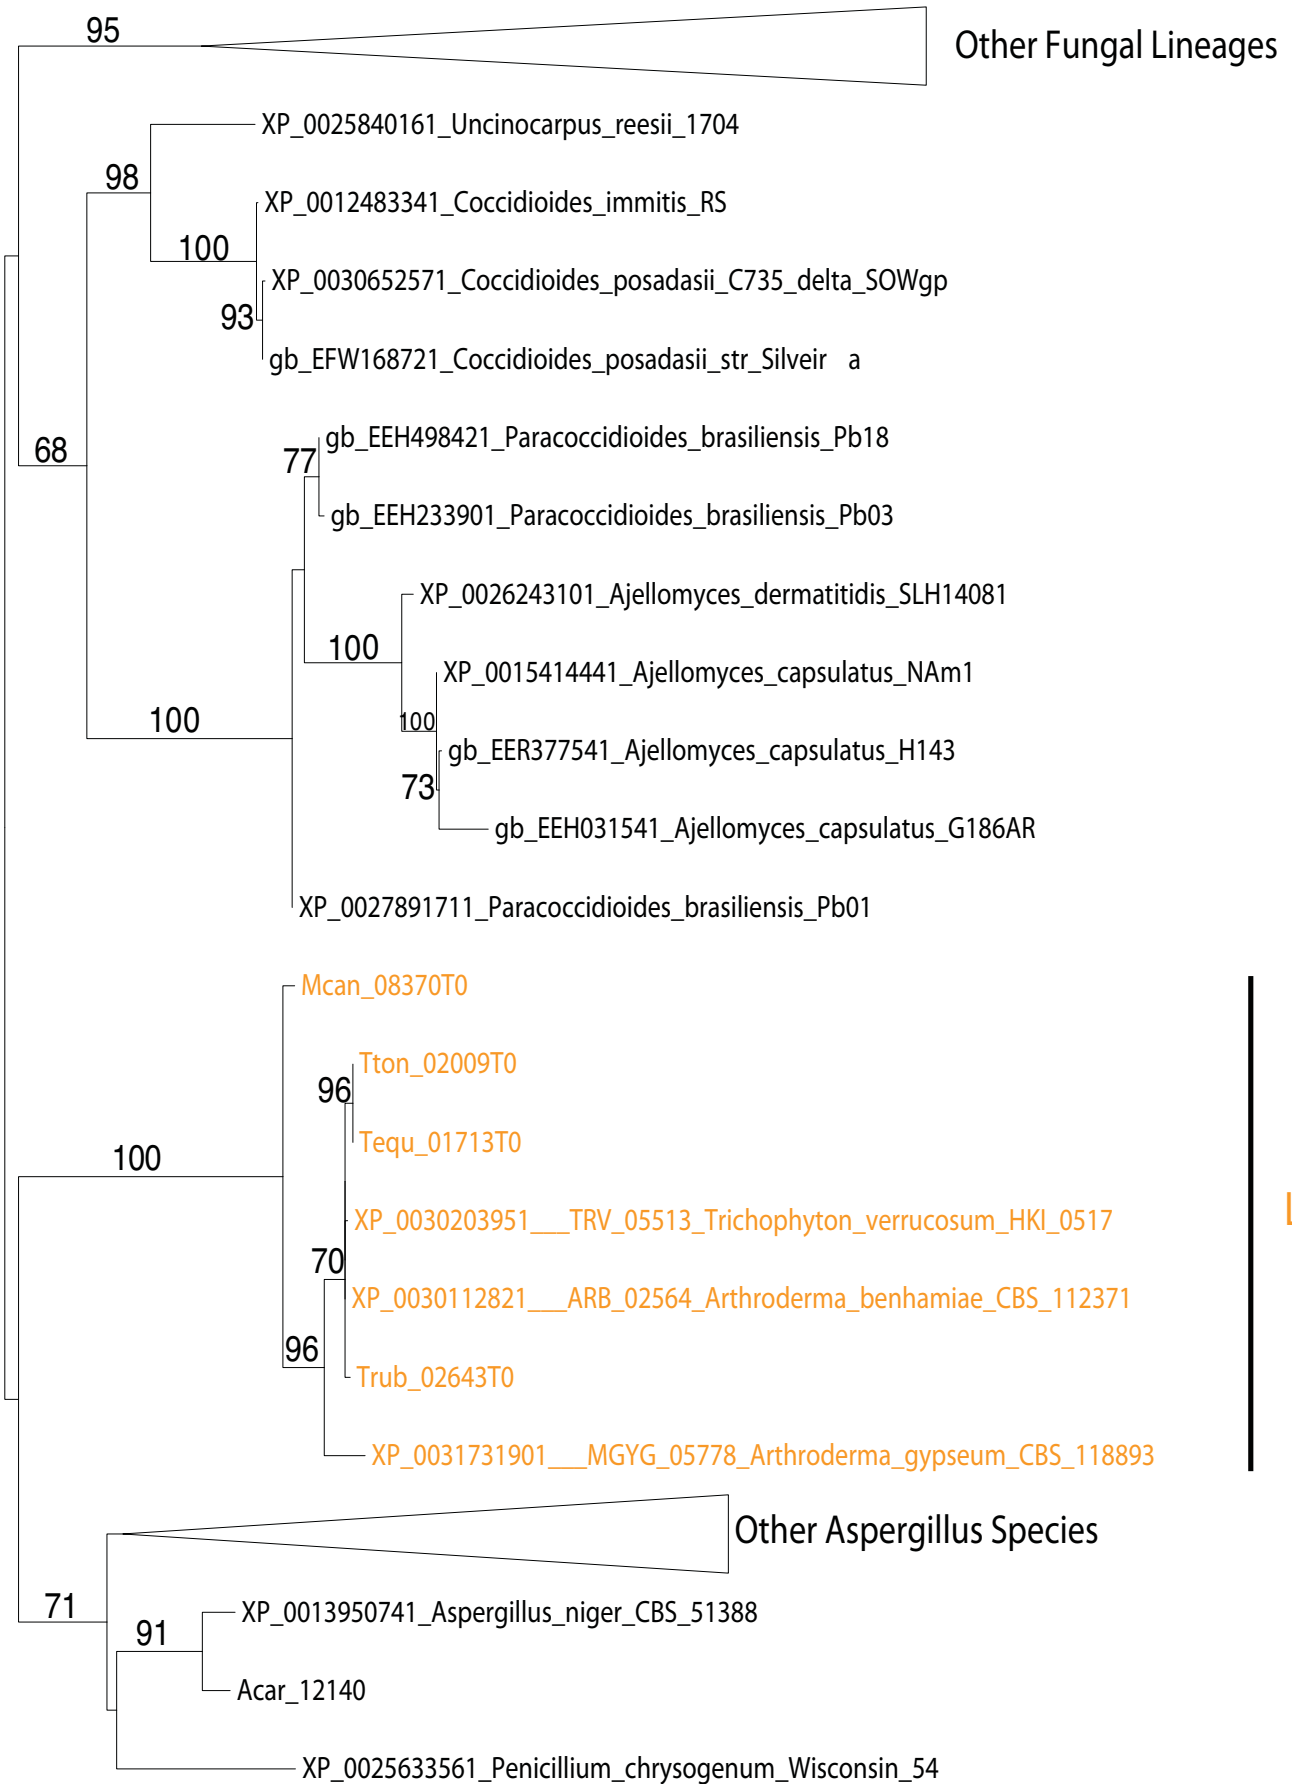 95
Other Fungal Lineages
XP_0025840161_Uncinocarpus_reesii_1704
98
XP_0012483341_Coccidioides_immitis_RS
100
XP_0030652571_Coccidioides_posadasii_C735_delta_SOWgp
93
gb_EFW168721_Coccidioides_posadasii_str_Silveir a
gb_EEH498421_Paracoccidioides_brasiliensis_Pb18
68
77
gb_EEH233901_Paracoccidioides_brasiliensis_Pb03
XP_0026243101_Ajellomyces_dermatitidis_SLH14081
100
XP_0015414441_Ajellomyces_capsulatus_NAm1
100
100
gb_EER377541_Ajellomyces_capsulatus_H143
73
gb_EEH031541_Ajellomyces_capsulatus_G186AR
XP_0027891711_Paracoccidioides_brasiliensis_Pb01
Mcan_08370T0
Tton_02009T0
96
Tequ_01713T0
100
XP_0030203951___TRV_05513_Trichophyton_verrucosum_HKI_0517
70
XP_0030112821___ARB_02564_Arthroderma_benhamiae_CBS_112371
96
Trub_02643T0
XP_0031731901___MGYG_05778_Arthroderma_gypseum_CBS_118893
Other Aspergillus Species
71
XP_0013950741_Aspergillus_niger_CBS_51388
91
Acar_12140
XP_0025633561_Penicillium_chrysogenum_Wisconsin_54